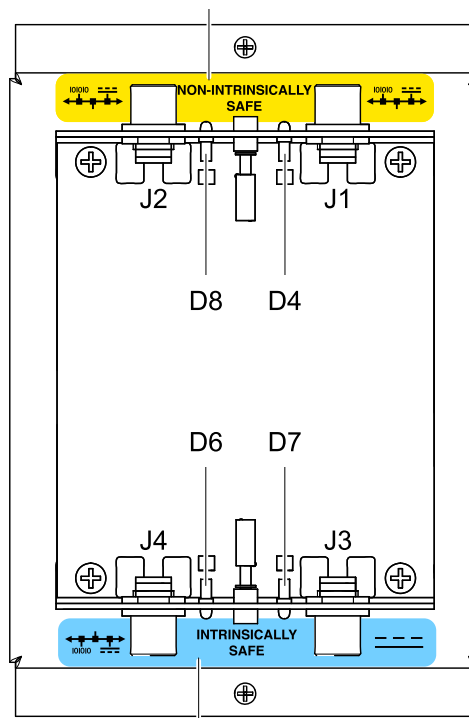 IOIOIO NON-INTRINSICALLY IOIOIO
SAFE
J2 J1
D8 D4
D6 D7
J4 J3
INTRINSICALLY
IOIOIO SAFE